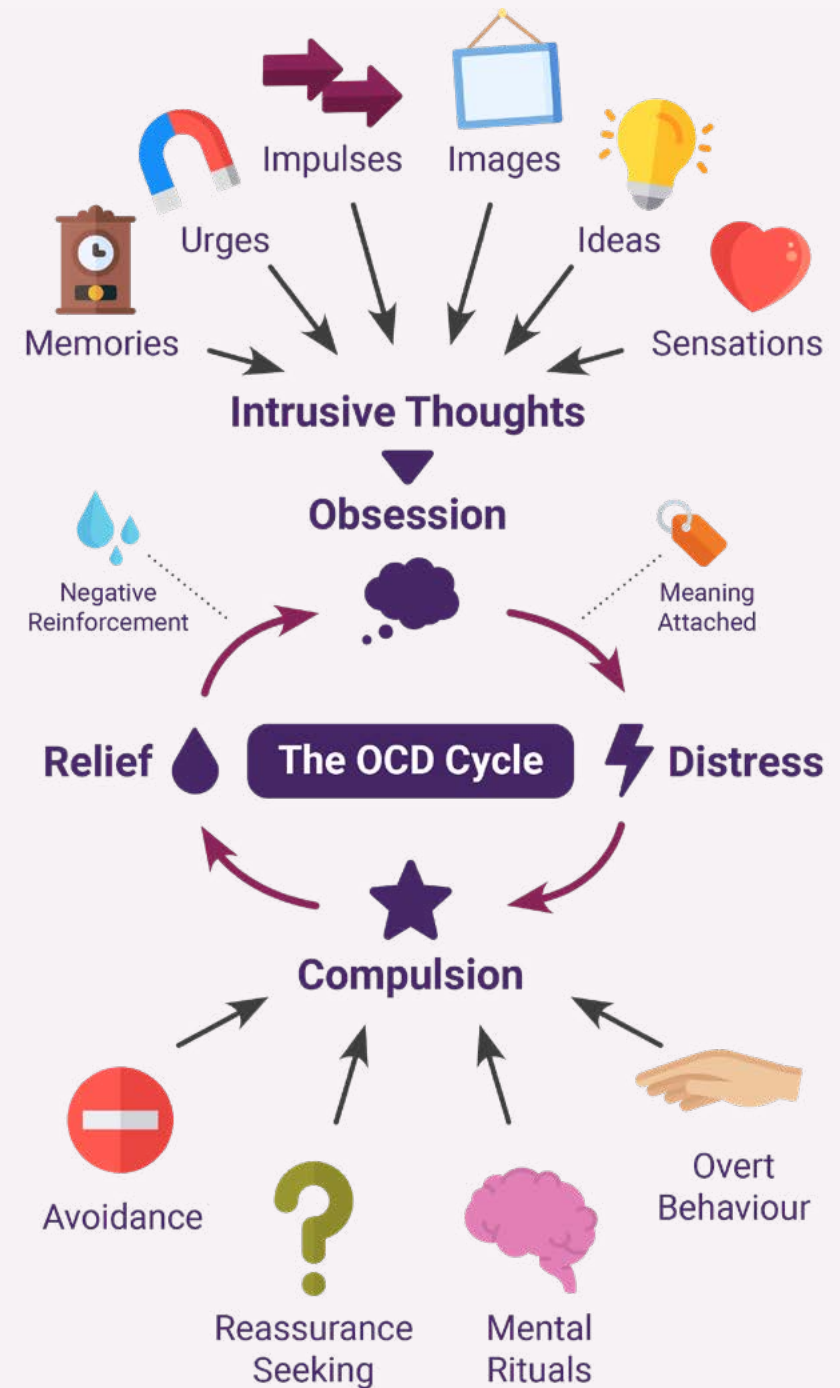 Impulses
Images
Urges
Ideas
Memories
Sensations
Intrusive Thoughts
Obsession
Negative
Reinforcement
Meaning
Attached
Relief
The OCD Cycle
Distress
Compulsion
Avoidance
Reassurance
Seeking
Mental
Rituals
Overt
Behaviour